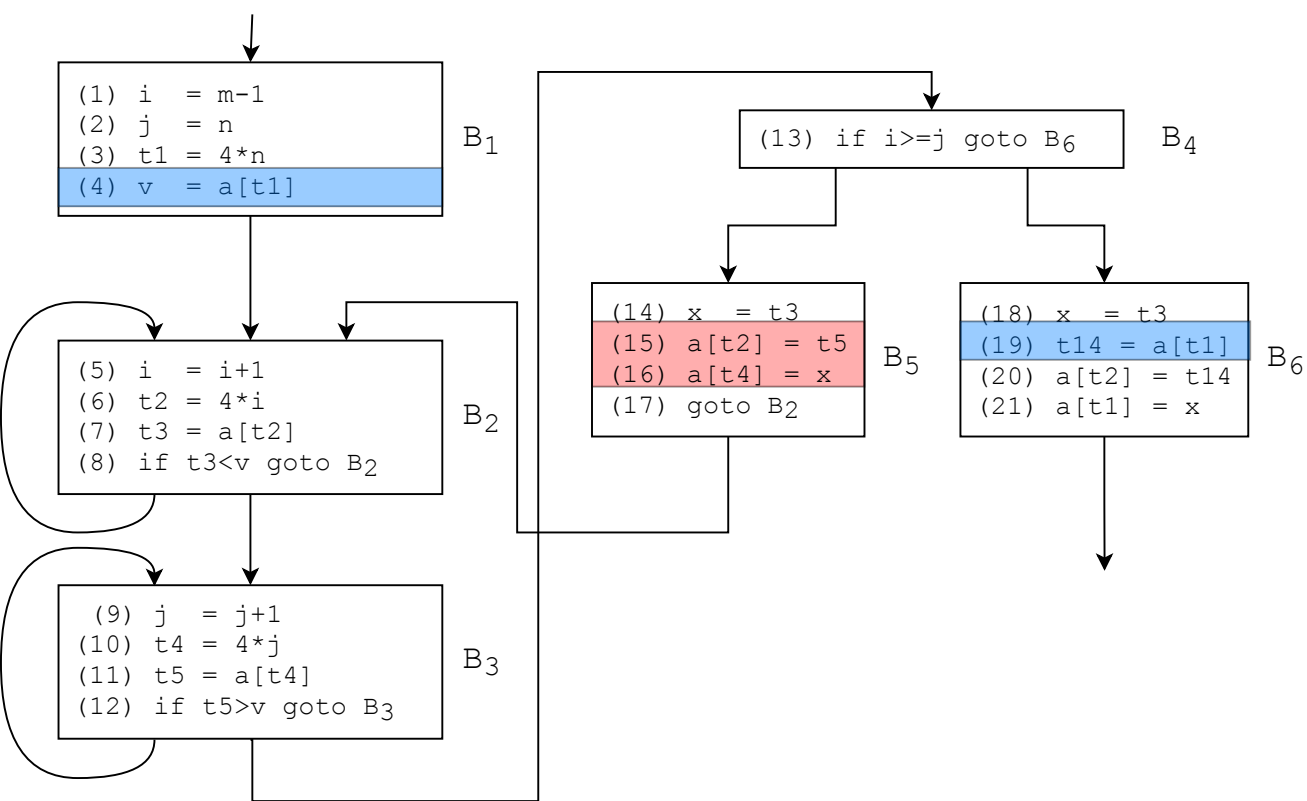 (1) i  = m-1
(2) j  = n
(3) t1 = 4*n
(4) v  = a[t1]
B1
(5) i  = i+1
(6) t2 = 4*i
(7) t3 = a[t2]
(8) if t3<v goto B2
B2
(9) j  = j+1
(10) t4 = 4*j
(11) t5 = a[t4]
(12) if t5>v goto B3
B3
(13) if i>=j goto B6
B4
(14) x  = t3
(15) a[t2] = t5
(16) a[t4] = x
(17) goto B2
B5
(18) x  = t3
(19) t14 = a[t1]
(20) a[t2] = t14
(21) a[t1] = x
B6